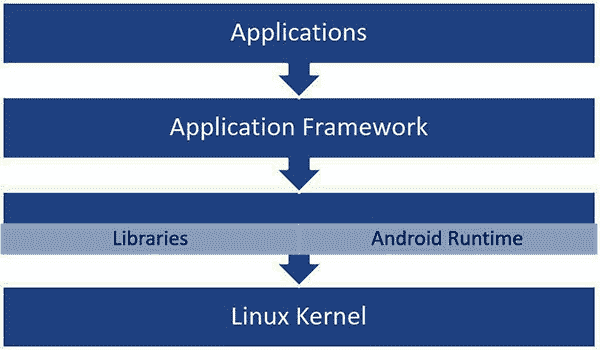 Applications
Application Framework
Libraries
Android Runtime
Linux Kernel